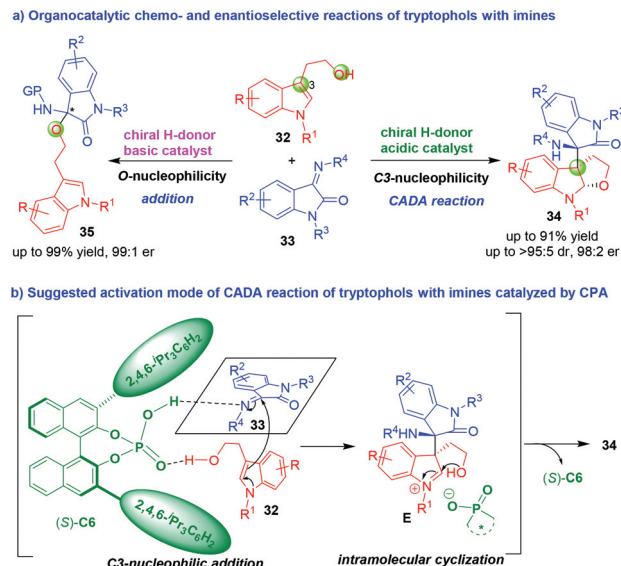 a) Organocatalytic chemo- and enantioselective reactions of tryptophols with imines
R²
GP
HN
*
N
R³
O
O
R
N
R¹
35
up to 99% yield, 99:1 er
chiral H-donor
basic catalyst
O-nucleophilicity
addition
OH
3
R
N
R¹
32
+
N
R⁴
R²
O
N
R³
33
chiral H-donor
acidic catalyst
C3-nucleophilicity
CADA reaction
R²
R⁴
NH
N
R³
O
R
N
R¹
O
H
34
up to 91% yield
up to >95:5 dr, 98:2 er
b) Suggested activation mode of CADA reaction of tryptophols with imines catalyzed by CPA
2,4,6-ⁱPr₃C₆H₂
O
H
O
P
O
O
2,4,6-ⁱPr₃C₆H₂
(S)-C6
R²
N
R³
N
O
R⁴
33
H
O
R
N
R¹
32
C3-nucleophilic addition
R²
R⁴HN
N
R³
O
R
N
⊕
R¹
HO
E
⊖
O
O
P
*
intramolecular cyclization
(S)-C6
34